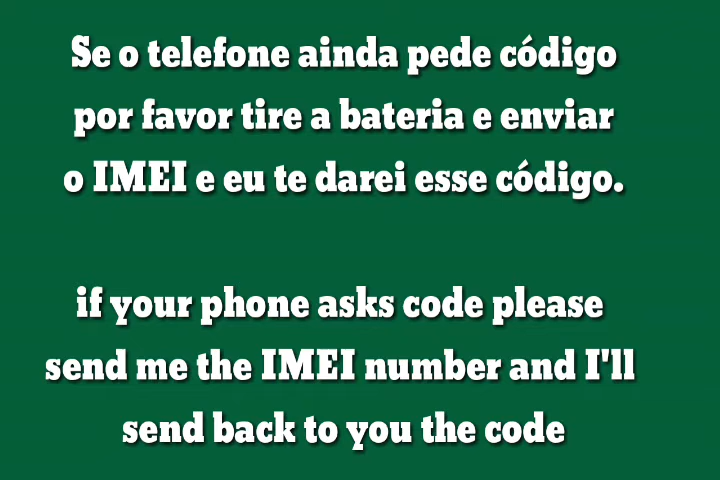 Se o telefone ainda pede código
por favor tire a bateria e enviar
o IMEI e eu te darei esse código.
if your phone asks code please
send me the IMEI number and I'll
send back to you the code